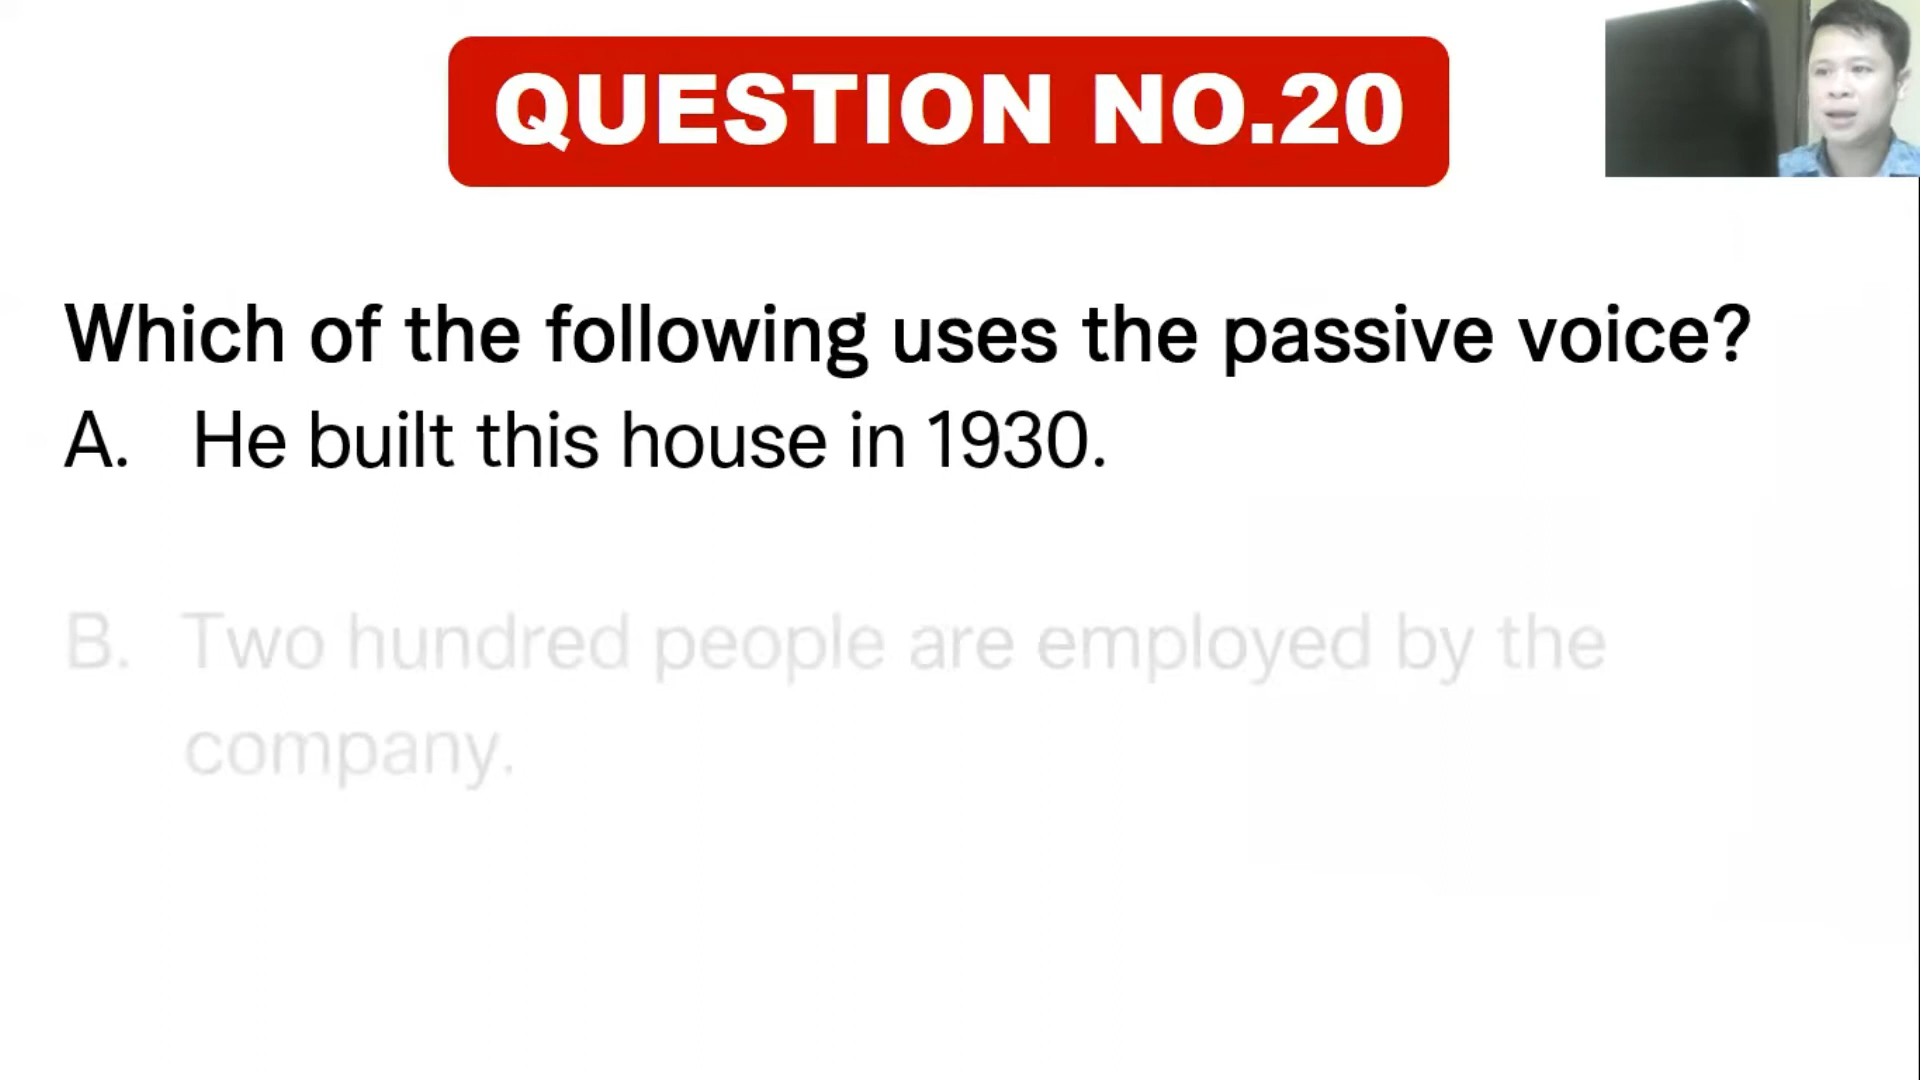 QUESTION NO.20
Which of the following uses the passive voice?
A. He built this house in 1930.
B. Two hundred people are employed by the
company.